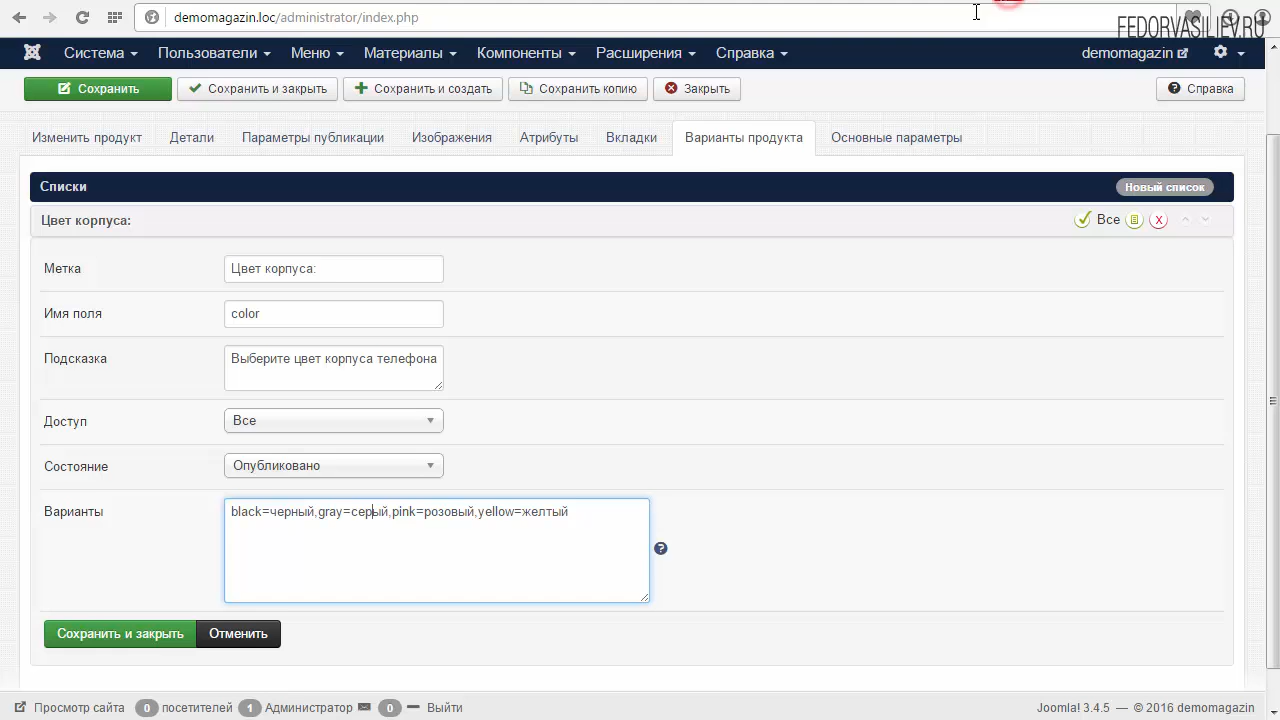 demomagazin.loc/administrator/index.php
FEDORVASILIEV.RU
Система Пользователи Меню Материалы Компоненты Расширения Справка demomagazin
Сохранить Сохранить и закрыть Сохранить и создать Сохранить копию Закрыть Справка
Изменить продукт Детали Параметры публикации Изображения Атрибуты Вкладки Варианты продукта Основные параметры
Списки Новый список
Цвет корпуса: Все X
Метка Цвет корпуса:
Имя поля color
Подсказка Выберите цвет корпуса телефона
Доступ Все
Состояние Опубликовано
Варианты black=черный,gray=серый,pink=розовый,yellow=желтый
Сохранить и закрыть Отменить
Просмотр сайта 0 посетителей 1 Администратор 0 Выйти Joomla! 3.4.5 — © 2016 demomagazin